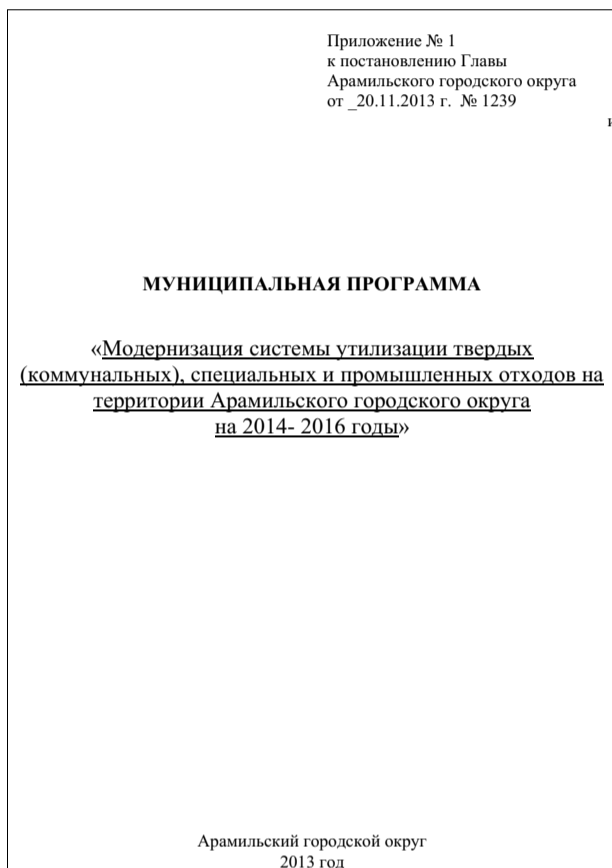 Приложение № 1
к постановлению Главы
Арамильского городского округа
от _20.11.2013 г.  № 1239
МУНИЦИПАЛЬНАЯ ПРОГРАММА
«Модернизация системы утилизации твердых
(коммунальных), специальных и промышленных отходов на
территории Арамильского городского округа
на 2014- 2016 годы»
Арамильский городской округ
2013 год